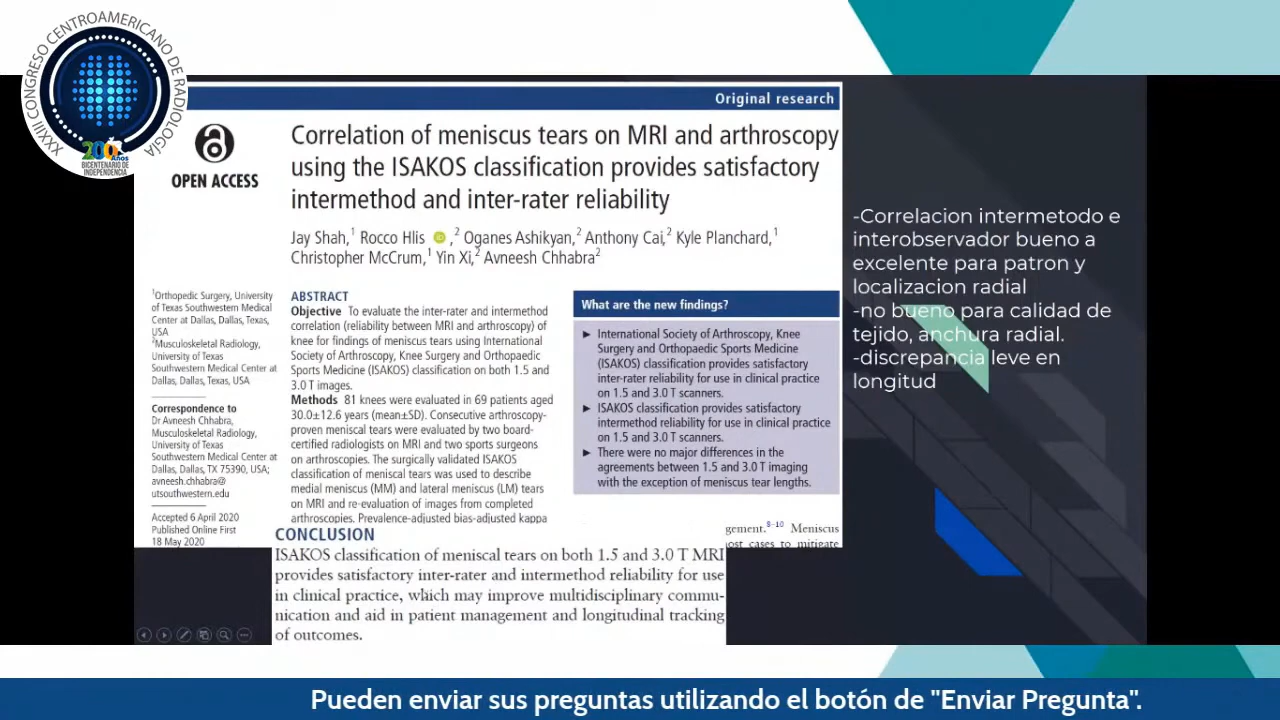 XXXIII CONGRESO CENTROAMERICANO DE RADIOLOGÍA
200 Años
BICENTENARIO DE
INDEPENDENCIA
Original research
OPEN ACCESS
Correlation of meniscus tears on MRI and arthroscopy
using the ISAKOS classification provides satisfactory
intermethod and inter-rater reliability
Jay Shah,1 Rocco Hlis ,2 Oganes Ashikyan,2 Anthony Cai,2 Kyle Planchard,1
Christopher McCrum,1 Yin Xi,2 Avneesh Chhabra2
1Orthopedic Surgery, University
of Texas Southwestern Medical
Center at Dallas, Dallas, Texas,
USA
2Musculoskeletal Radiology,
University of Texas
Southwestern Medical Center at
Dallas, Dallas, Texas, USA
Correspondence to
Dr Avneesh Chhabra,
Musculoskeletal Radiology,
University of Texas
Southwestern Medical Center at
Dallas, Dallas, TX 75390, USA;
avneesh.chhabra@
utsouthwestern.edu
Accepted 6 April 2020
Published Online First
18 May 2020
ABSTRACT
Objective To evaluate the inter-rater and intermethod
correlation (reliability between MRI and arthroscopy) of
knee for findings of meniscus tears using International
Society of Arthroscopy, Knee Surgery and Orthopaedic
Sports Medicine (ISAKOS) classification on both 1.5 and
3.0 T images.
Methods 81 knees were evaluated in 69 patients aged
30.0±12.6 years (mean±SD). Consecutive arthroscopy-
proven meniscal tears were evaluated by two board-
certified radiologists on MRI and two sports surgeons
on arthroscopies. The surgically validated ISAKOS
classification of meniscal tears was used to describe
medial meniscus (MM) and lateral meniscus (LM) tears
on MRI and re-evaluation of images from completed
arthroscopies. Prevalence-adjusted bias-adjusted kappa
What are the new findings?
► International Society of Arthroscopy, Knee
Surgery and Orthopaedic Sports Medicine
(ISAKOS) classification provides satisfactory
inter-rater reliability for use in clinical practice
on 1.5 and 3.0 T scanners.
► ISAKOS classification provides satisfactory
intermethod reliability for use in clinical practice
on 1.5 and 3.0 T scanners.
► There were no major differences in the
agreements between 1.5 and 3.0 T imaging
with the exception of meniscus tear lengths.
gement.8-10 Meniscus
ost cases to mitigate
CONCLUSION
ISAKOS classification of meniscal tears on both 1.5 and 3.0 T MRI
provides satisfactory inter-rater and intermethod reliability for use
in clinical practice, which may improve multidisciplinary commu-
nication and aid in patient management and longitudinal tracking
of outcomes.
-Correlacion intermetodo e
interobservador bueno a
excelente para patron y
localizacion radial
-no bueno para calidad de
tejido, anchura radial.
-discrepancia leve en
longitud
Pueden enviar sus preguntas utilizando el botón de "Enviar Pregunta".